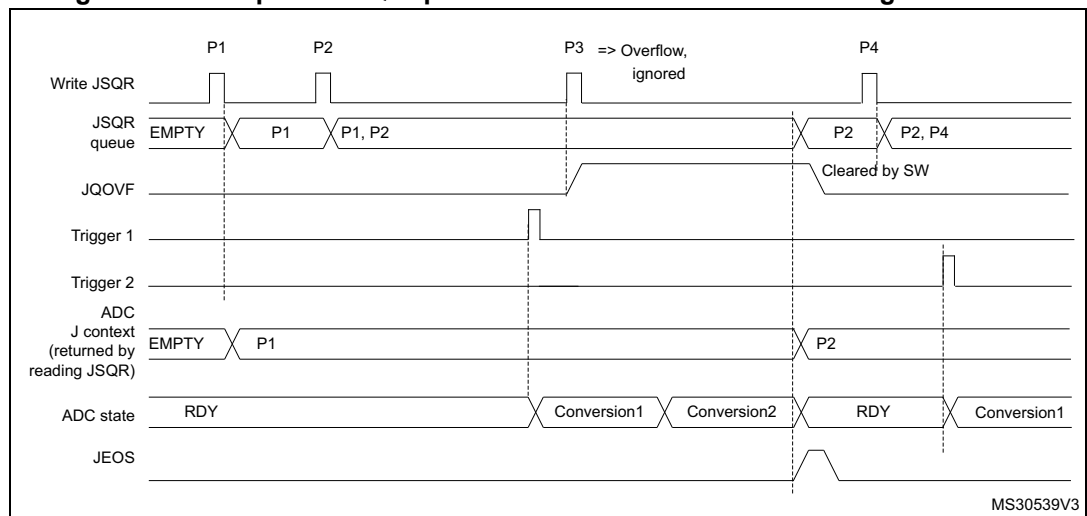 P1 P2 P3 => Overflow, P4
ignored
Write JSQR
JSQR
queue
EMPTY P1 P1, P2 P2 P2, P4
Cleared by SW
JQOVF
Trigger 1
Trigger 2
ADC
J context
(returned by
reading JSQR)
EMPTY P1 P2
ADC state RDY Conversion1 Conversion2 RDY Conversion1
JEOS
MS30539V3